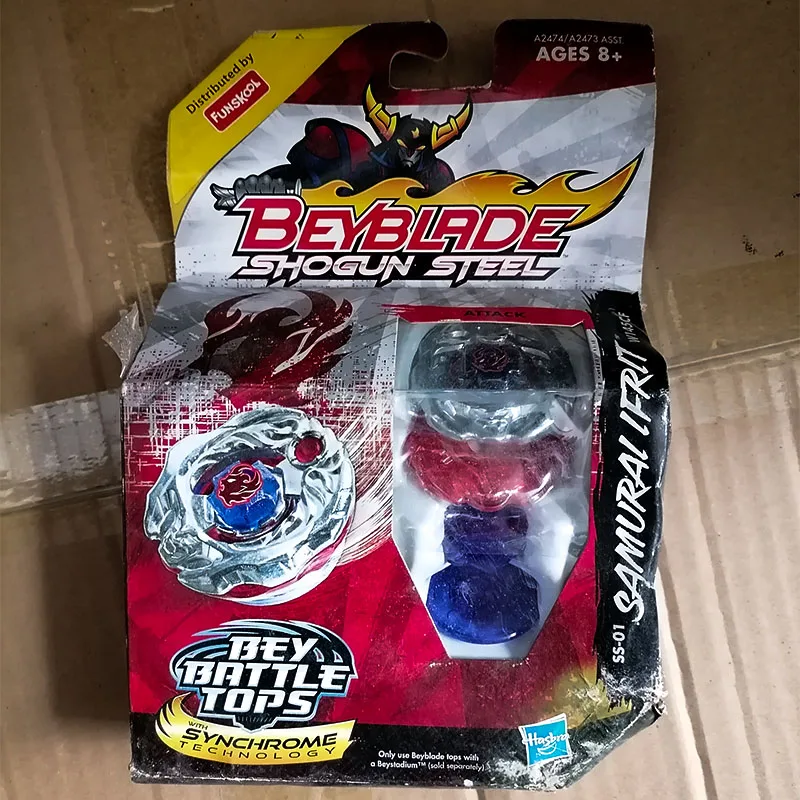 A2474/A2473 ASST.
AGES 8+
Distributed by
FUNSKOOL
BEYBLADE
SHOGUN STEEL
ATTACK
SS-01 SAMURAI IFRIT W145CF
BEY
BATTLE
TOPS
WITH
SYNCHROME
TECHNOLOGY
Only use Beyblade tops with
a Beystadium™ (sold separately).
Hasbro